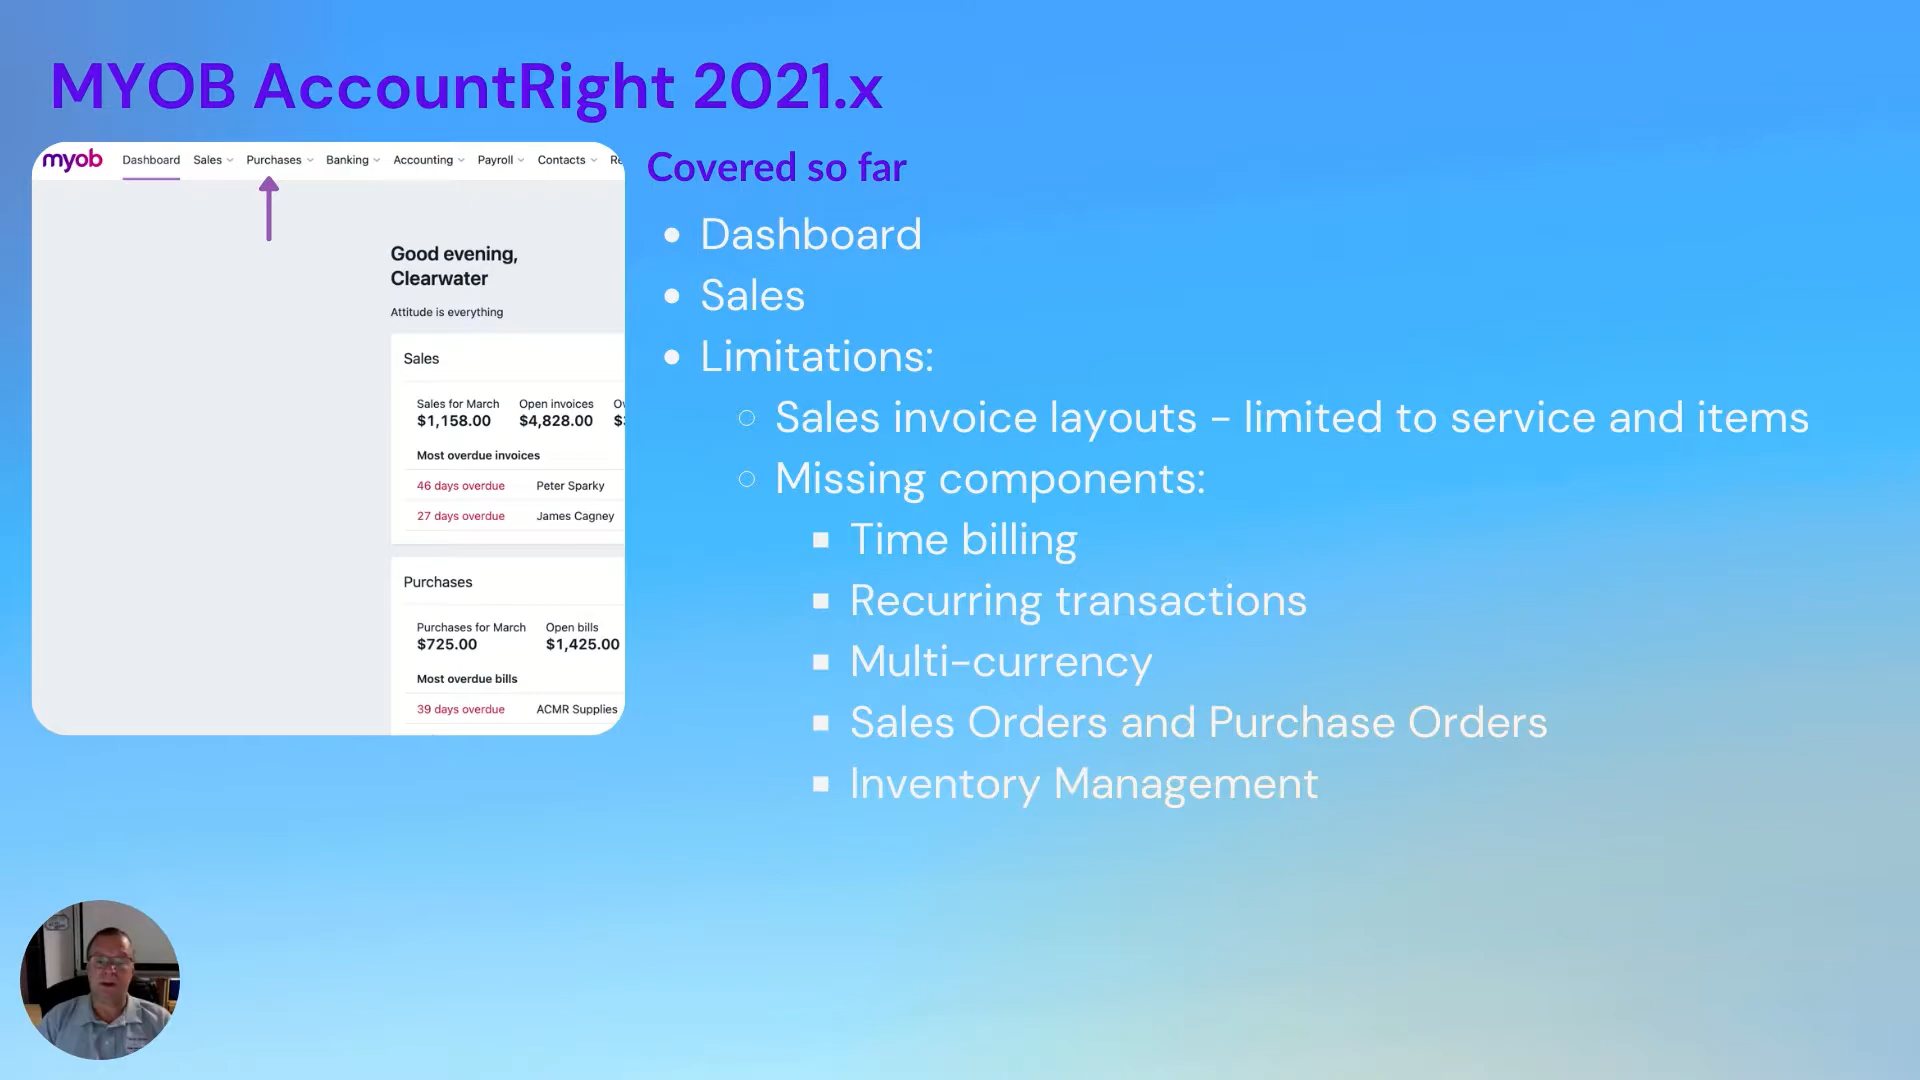 MYOB AccountRight 2021.x
myob Dashboard Sales Purchases Banking Accounting Payroll Contacts
Good evening,
Clearwater
Attitude is everything
Sales
Sales for March Open invoices
$1,158.00 $4,828.00
Most overdue invoices
46 days overdue Peter Sparky
27 days overdue James Cagney
Purchases
Purchases for March Open bills
$725.00 $1,425.00
Most overdue bills
39 days overdue ACMR Supplies
Covered so far
Dashboard
Sales
Limitations:
Sales invoice layouts - limited to service and items
Missing components:
Time billing
Recurring transactions
Multi-currency
Sales Orders and Purchase Orders
Inventory Management